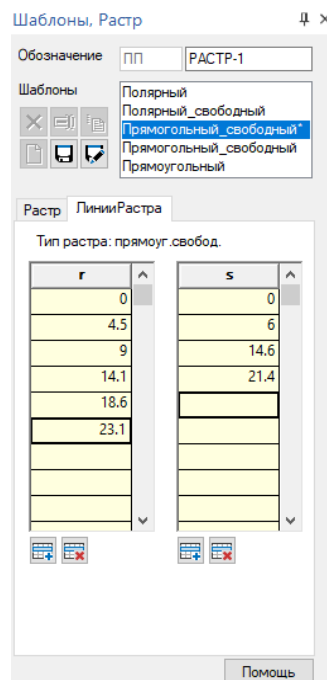 Шаблоны, Растр
Обозначение ПП РАСТР-1
Шаблоны
Полярный
Полярный_свободный
Прямогольный_свободный*
Прямогольный_свободный
Прямоугольный
Растр ЛинииРастра
Тип растра: прямоуг.свобод.
r s
0 0
4.5 6
9 14.6
14.1 21.4
18.6
23.1
Помощь